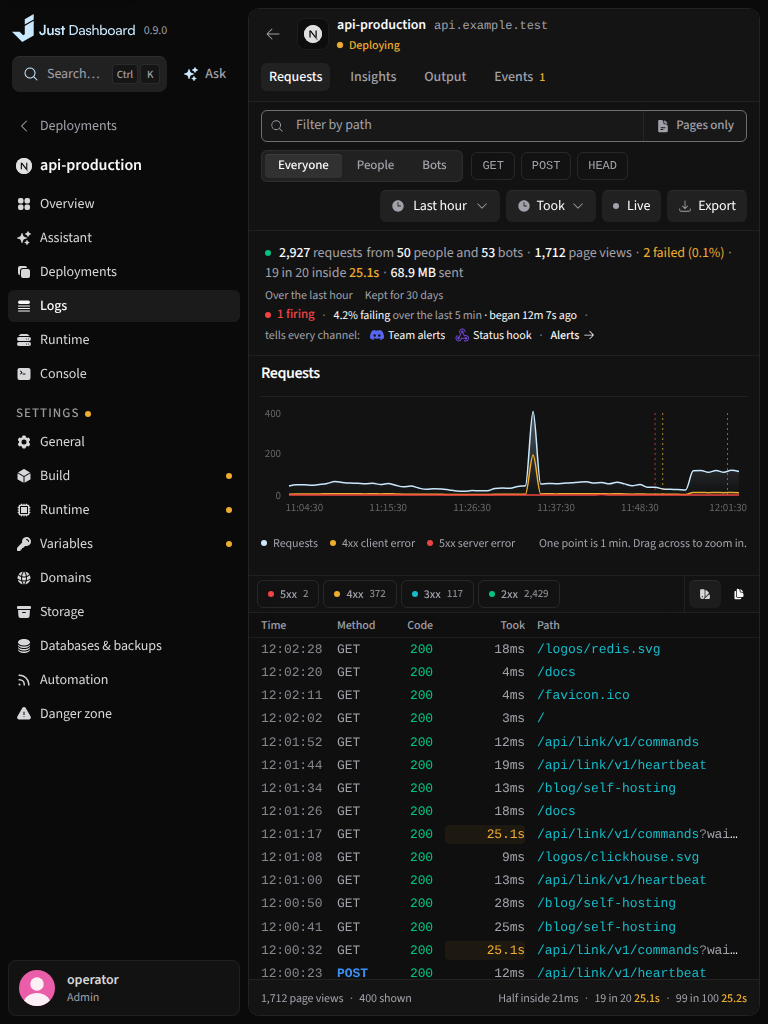 Just Dashboard 0.9.0
Search… Ctrl K Ask
Deployments
api-production
Overview
Assistant
Deployments
Logs
Runtime
Console
SETTINGS
General
Build
Runtime
Variables
Domains
Storage
Databases & backups
Automation
Danger zone
operator
Admin
N api-production api.example.test
Deploying
Requests Insights Output Events 1
Filter by path Pages only
Everyone People Bots GET POST HEAD
Last hour Took Live Export
2,927 requests from 50 people and 53 bots · 1,712 page views · 2 failed (0.1%) ·
19 in 20 inside 25.1s · 68.9 MB sent
Over the last hour Kept for 30 days
1 firing · 4.2% failing over the last 5 min · began 12m 7s ago ·
tells every channel: Team alerts Status hook · Alerts →
Requests
400
200
0
11:04:30 11:15:30 11:26:30 11:37:30 11:48:30 12:01:30
Requests 4xx client error 5xx server error One point is 1 min. Drag across to zoom in.
5xx 2 4xx 372 3xx 117 2xx 2,429
Time Method Code Took Path
12:02:28 GET 200 18ms /logos/redis.svg
12:02:20 GET 200 4ms /docs
12:02:11 GET 200 4ms /favicon.ico
12:02:02 GET 200 3ms /
12:01:52 GET 200 12ms /api/link/v1/commands
12:01:44 GET 200 19ms /api/link/v1/heartbeat
12:01:34 GET 200 13ms /blog/self-hosting
12:01:26 GET 200 18ms /docs
12:01:17 GET 200 25.1s /api/link/v1/commands?wai…
12:01:08 GET 200 9ms /logos/clickhouse.svg
12:01:00 GET 200 13ms /api/link/v1/heartbeat
12:00:50 GET 200 28ms /blog/self-hosting
12:00:41 GET 200 25ms /blog/self-hosting
12:00:32 GET 200 25.1s /api/link/v1/commands?wai…
12:00:23 POST 200 12ms /api/link/v1/heartbeat
1,712 page views · 400 shown Half inside 21ms · 19 in 20 25.1s · 99 in 100 25.2s